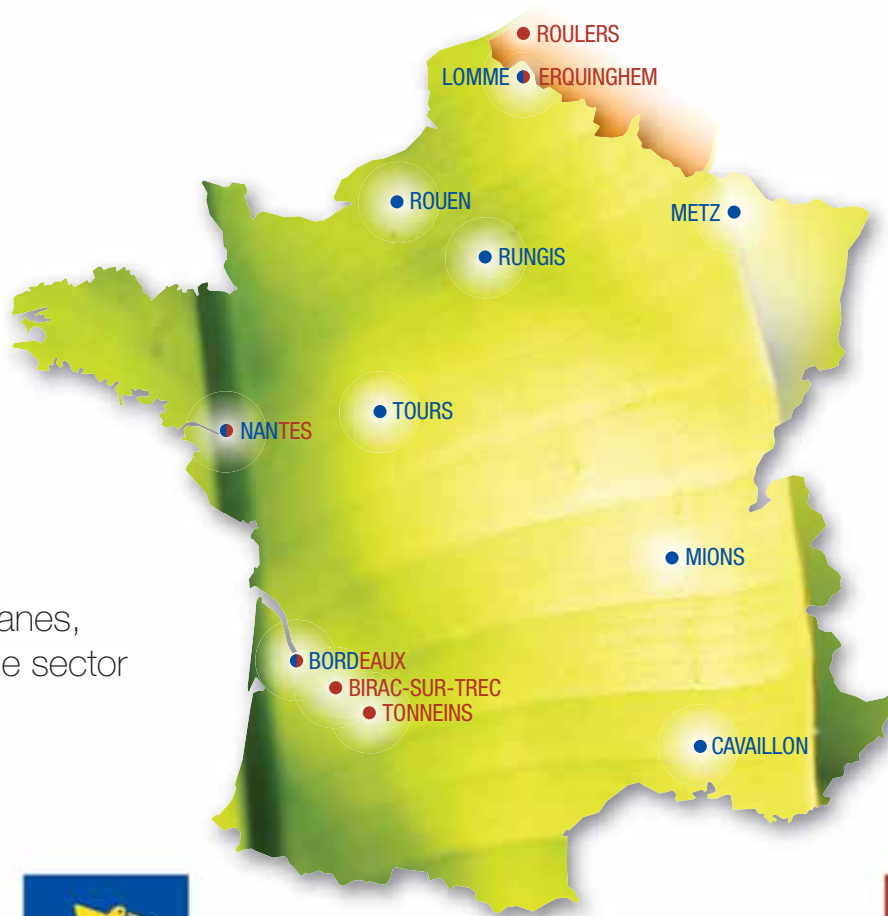 ROULERS
LOMME ERQUINGHEM
ROUEN
METZ
RUNGIS
TOURS
NANTES
MIONS
anes,
e sector
BORDEAUX
BIRAC-SUR-TREC
TONNEINS
CAVAILLON